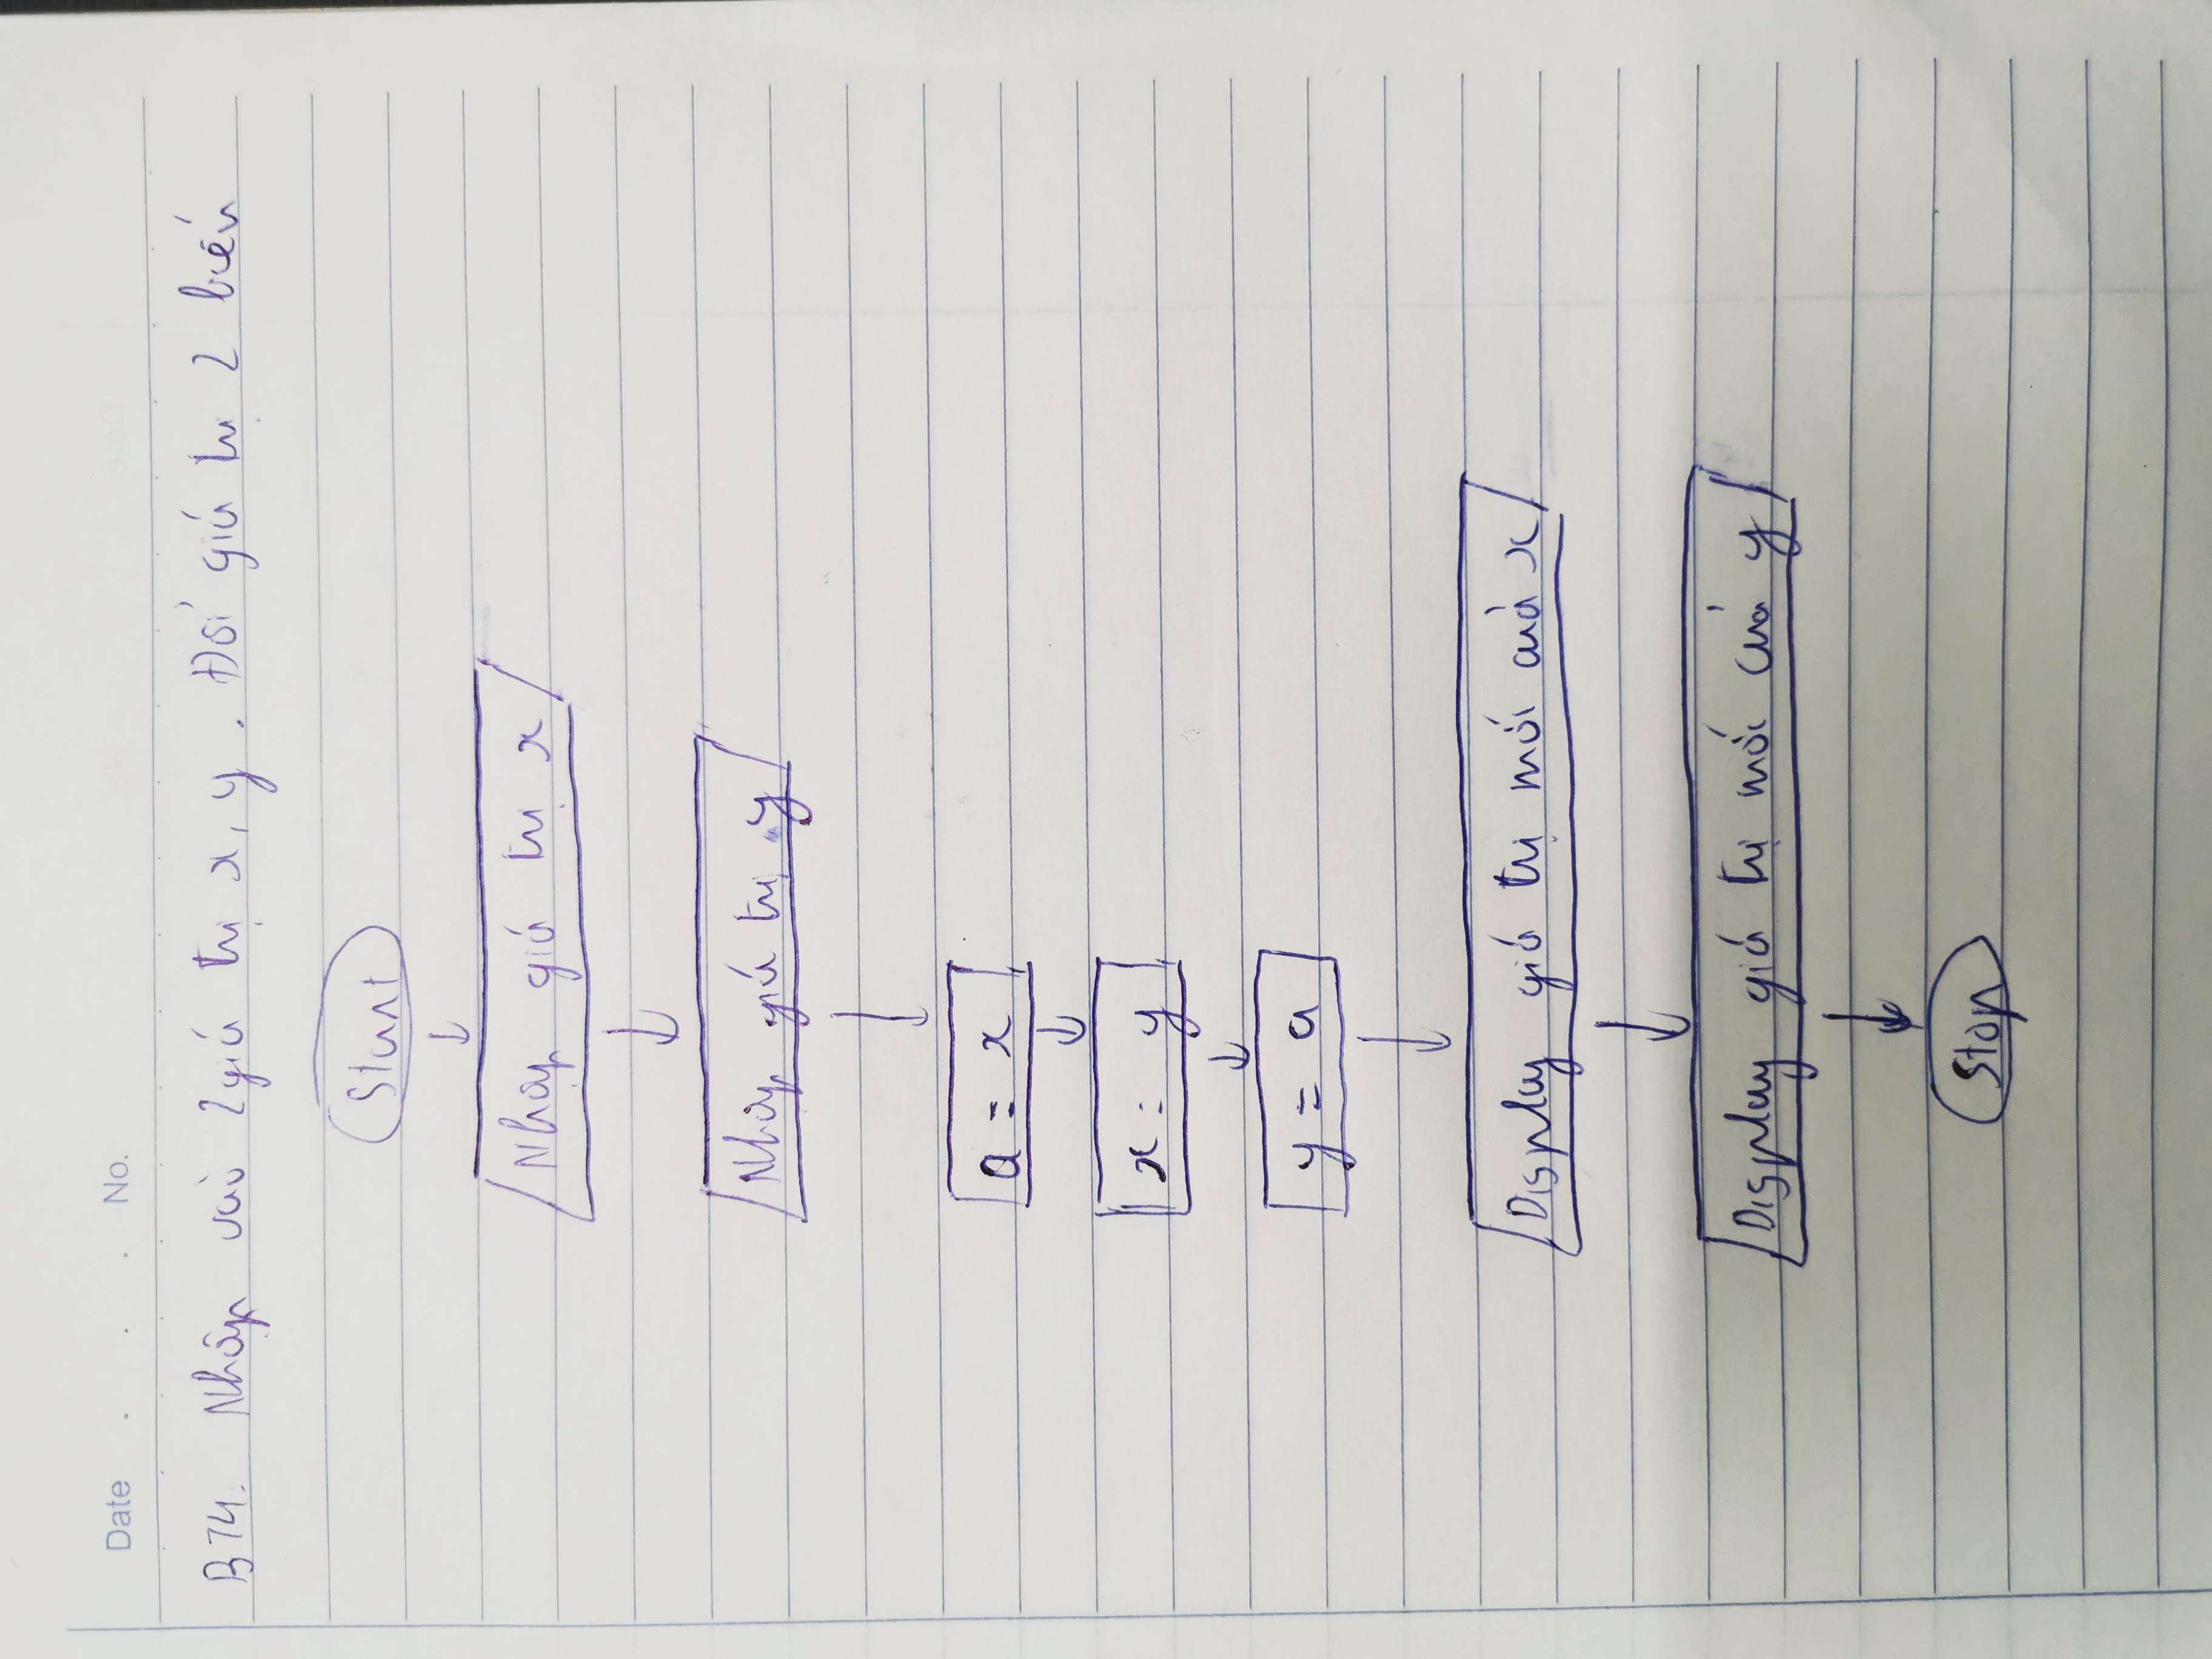 Date . . . No.
BT4. Nhập vào 2 giá trị x, y. Đổi giá trị 2 biến
Start
Nhập giá trị x
Nhập giá trị y
a = x
x = y
y = a
Display giá trị mới của x
Display giá trị mới của y
Stop